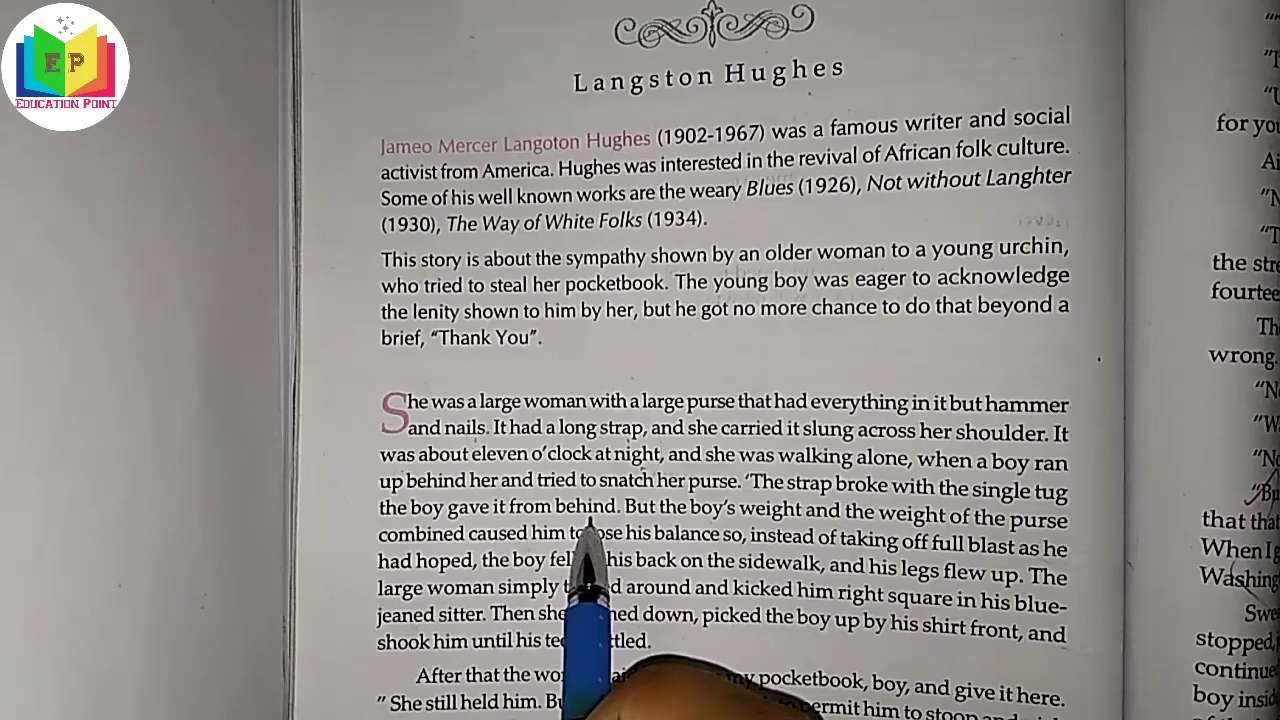 EP
EDUCATION POINT
Langston Hughes
Jameo Mercer Langoton Hughes (1902-1967) was a famous writer and social
activist from America. Hughes was interested in the revival of African folk culture.
Some of his well known works are the weary Blues (1926), Not without Langhter
(1930), The Way of White Folks (1934).
This story is about the sympathy shown by an older woman to a young urchin,
who tried to steal her pocketbook. The young boy was eager to acknowledge
the lenity shown to him by her, but he got no more chance to do that beyond a
brief, “Thank You”.
She was a large woman with a large purse that had everything in it but hammer
and nails. It had a long strap, and she carried it slung across her shoulder. It
was about eleven o’clock at night, and she was walking alone, when a boy ran
up behind her and tried to snatch her purse. ‘The strap broke with the single tug
the boy gave it from behind. But the boy’s weight and the weight of the purse
combined caused him his balance so, instead of taking off full blast as he
had hoped, the boy his back on the sidewalk, and his legs flew up. The
large woman simply around and kicked him right square in his blue-
jeaned sitter. Then down, picked the boy up by his shirt front, and
shook him until his
After that the my pocketbook, boy, and give it here.
” She still held him. permit him to stoop
for you
the
wrong.
“No
that that
When I
Washing
stopped,
continue
boy